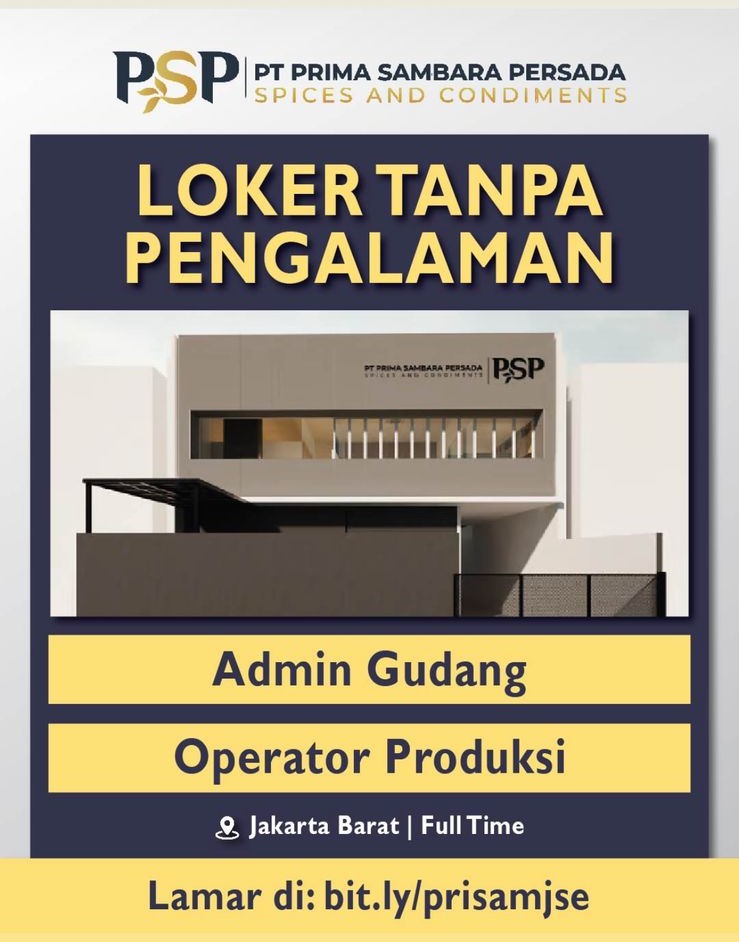 PSP PT PRIMA SAMBARA PERSADA
SPICES AND CONDIMENTS
LOKER TANPA
PENGALAMAN
PT PRIMA SAMBARA PERSADA PSP
SPICES AND CONDIMENTS
Admin Gudang
Operator Produksi
Jakarta Barat | Full Time
Lamar di: bit.ly/prisamjse